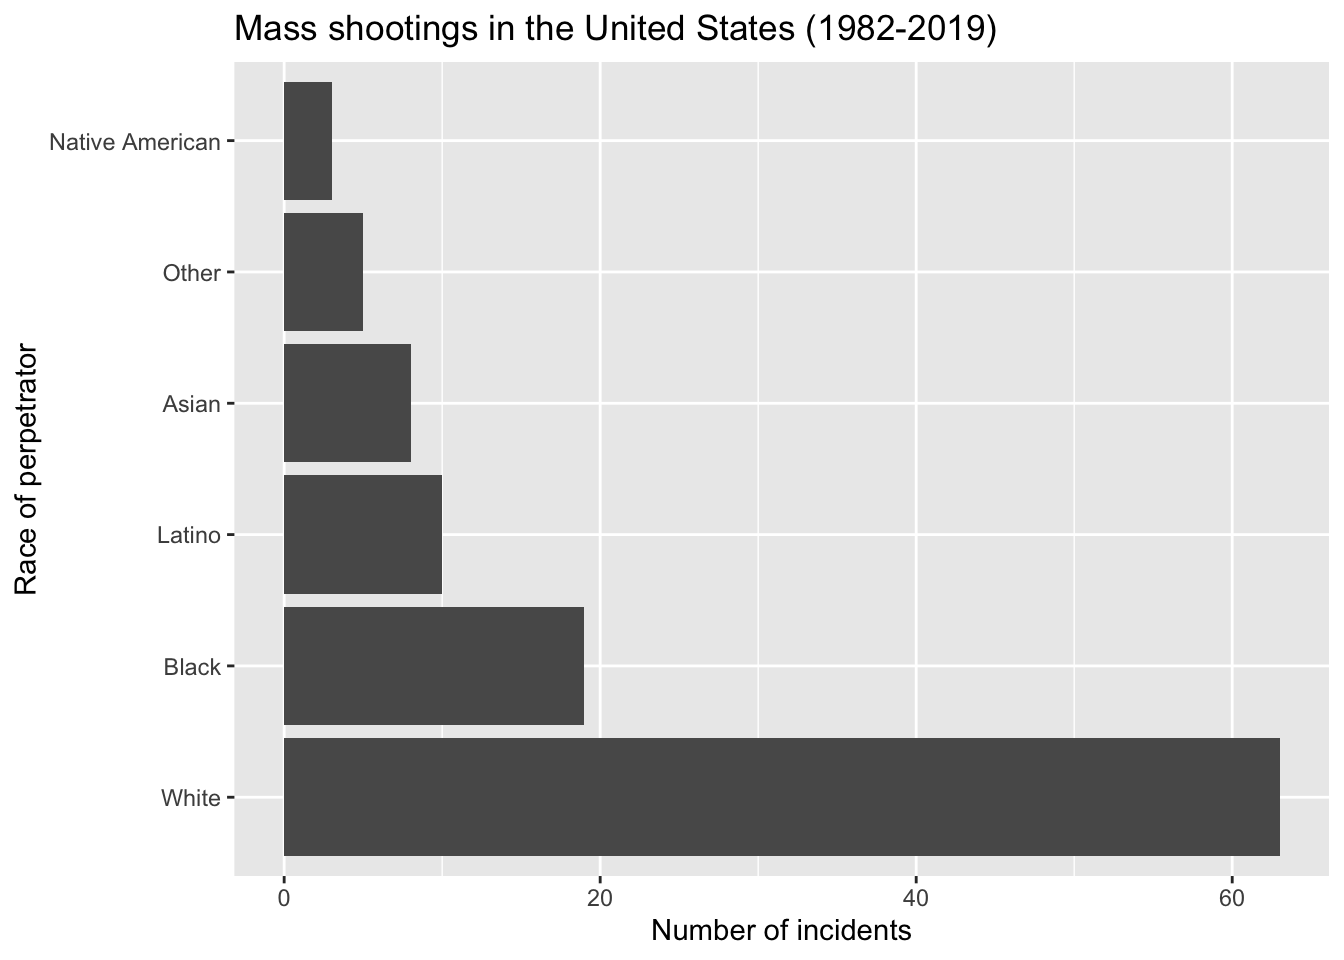 Mass shootings in the United States (1982-2019)
Race of perpetrator
Native American
Other
Asian
Latino
Black
White
0 20 40 60
Number of incidents